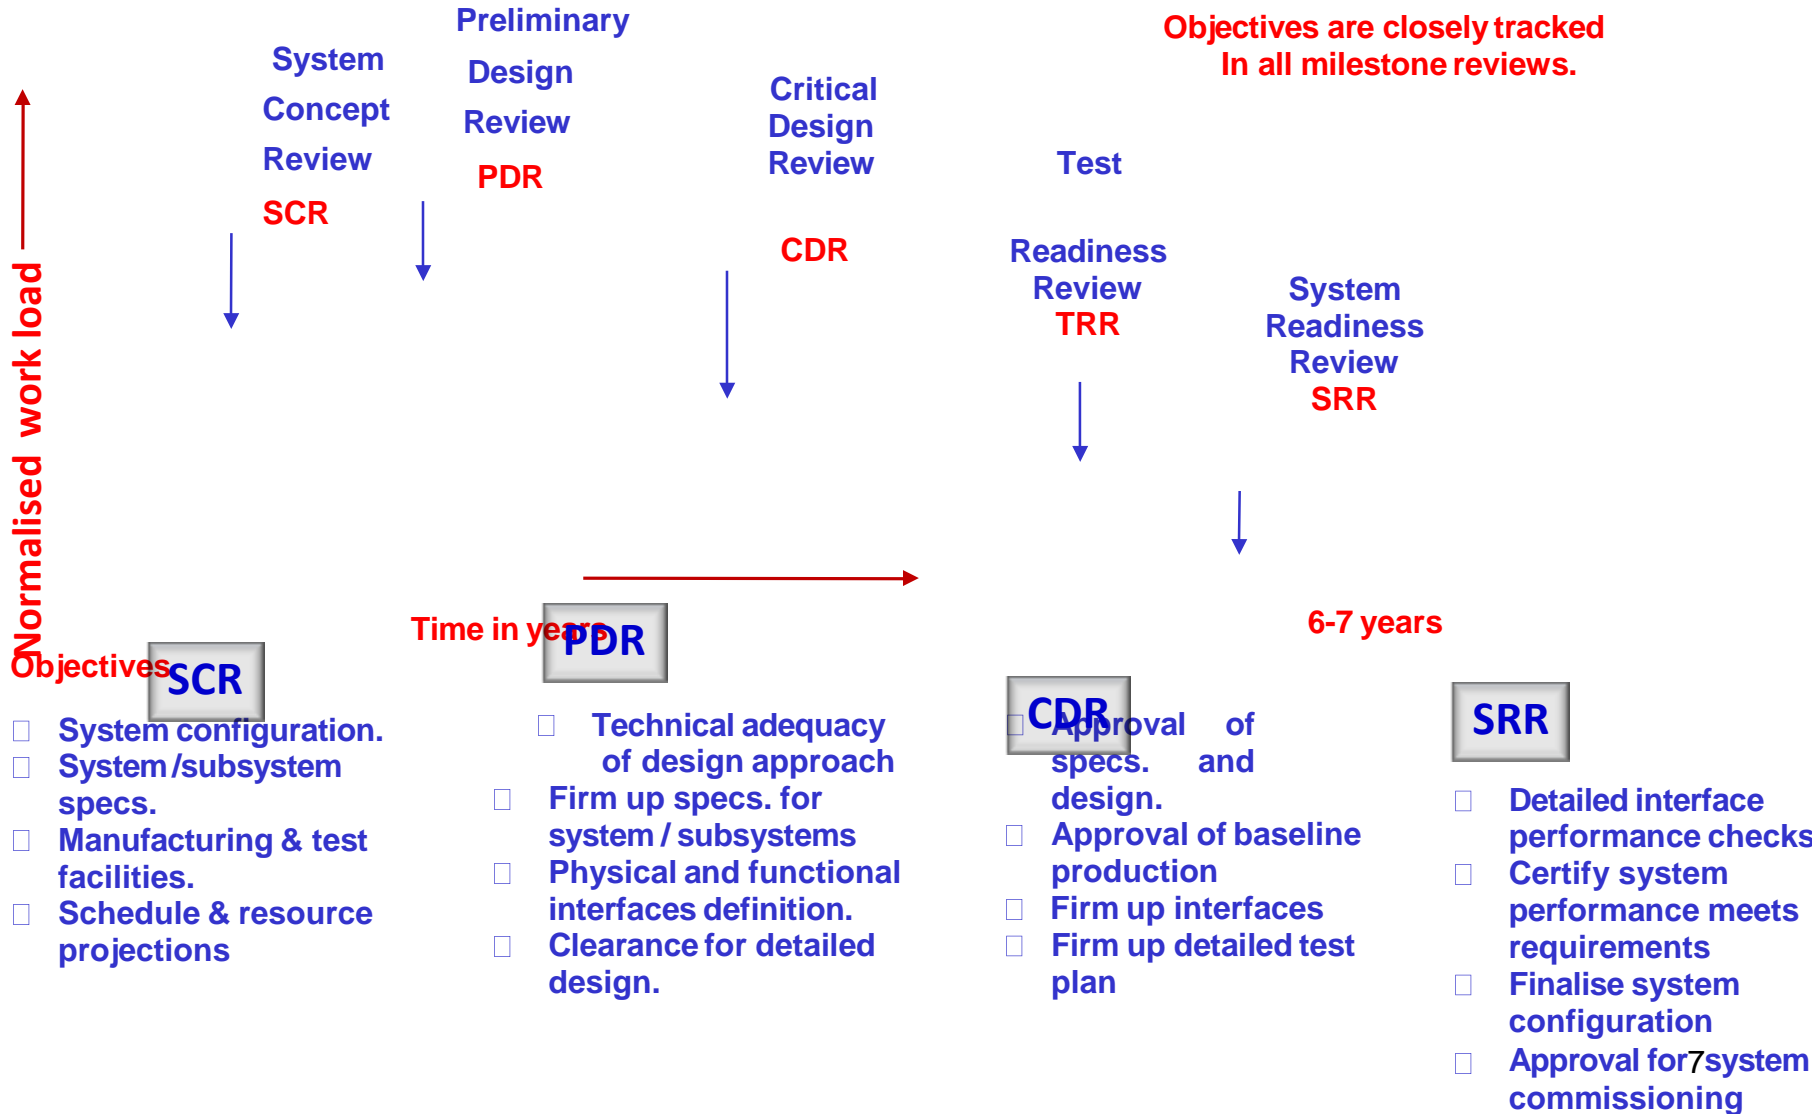 Preliminary
Design
Review
PDR
System
Concept
Review
SCR
Critical
Design
Review
CDR
Objectives are closely tracked
In all milestone reviews.
Test
Readiness
Review
TRR
System
Readiness
Review
SRR
Normalised work load
Time in years
6-7 years
Objectives
SCR
System configuration.
System /subsystem
specs.
Manufacturing & test
facilities.
Schedule & resource
projections
PDR
Technical adequacy
of design approach
Firm up specs. for
system / subsystems
Physical and functional
interfaces definition.
Clearance for detailed
design.
CDR
Approval of
specs. and
design.
Approval of baseline
production
Firm up interfaces
Firm up detailed test
plan
SRR
Detailed interface
performance checks
Certify system
performance meets
requirements
Finalise system
configuration
Approval for 7 system
commissioning